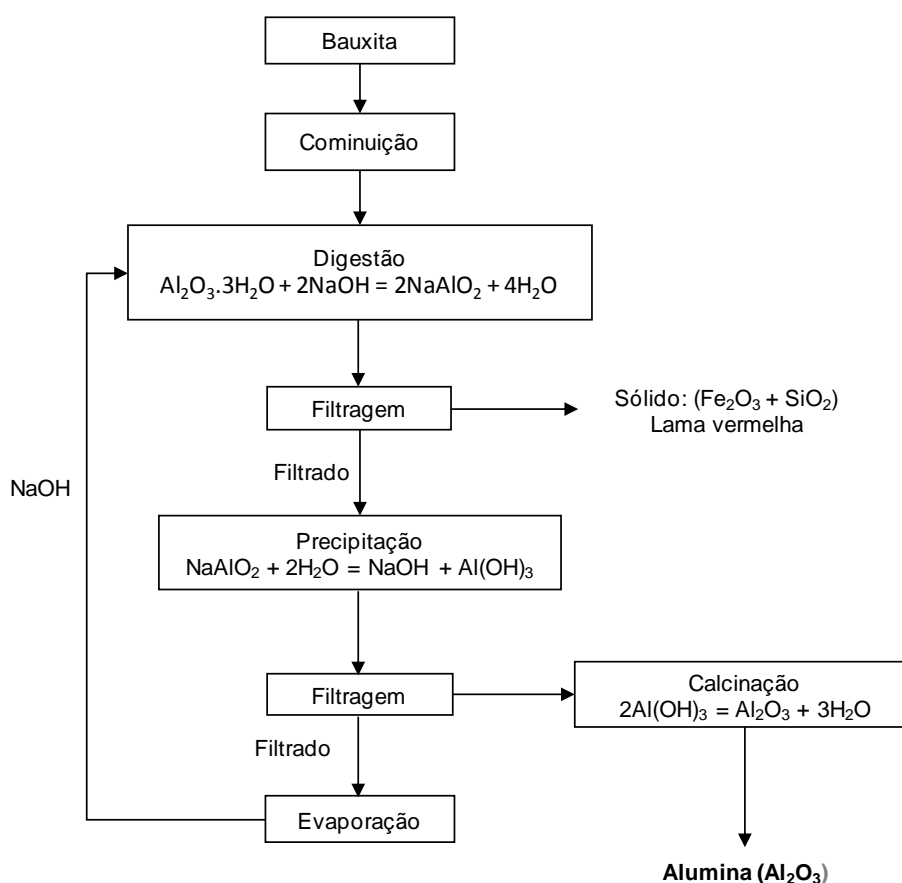 Bauxita
Cominuição
Digestão
Al₂O₃.3H₂O + 2NaOH = 2NaAlO₂ + 4H₂O
Filtragem
Sólido: (Fe₂O₃ + SiO₂)
Lama vermelha
Filtrado
NaOH
Precipitação
NaAlO₂ + 2H₂O = NaOH + Al(OH)₃
Filtragem
Calcinação
2Al(OH)₃ = Al₂O₃ + 3H₂O
Filtrado
Evaporação
Alumina (Al₂O₃)